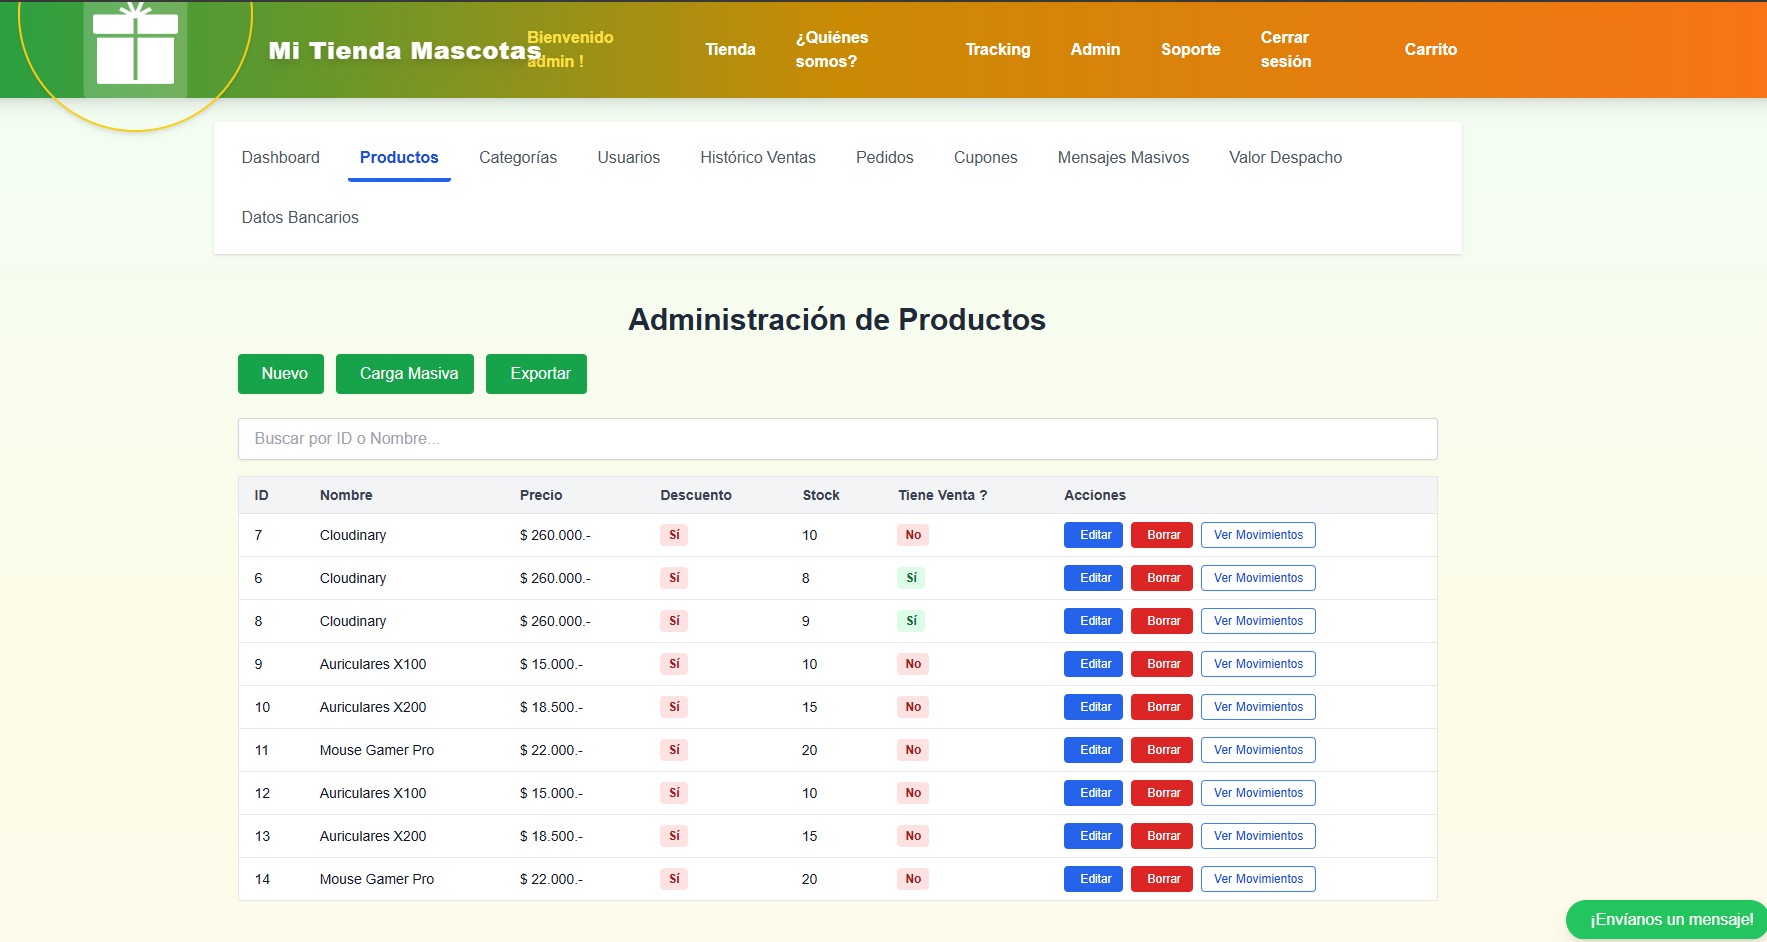 Mi Tienda Mascotas
Bienvenido
admin !
Tienda
¿Quiénes
somos?
Tracking
Admin
Soporte
Cerrar
sesión
Carrito
Dashboard Productos Categorías Usuarios Histórico Ventas Pedidos Cupones Mensajes Masivos Valor Despacho
Datos Bancarios
Administración de Productos
Nuevo Carga Masiva Exportar
Buscar por ID o Nombre...
ID Nombre Precio Descuento Stock Tiene Venta ? Acciones
7 Cloudinary $ 260.000.- Sí 10 No Editar Borrar Ver Movimientos
6 Cloudinary $ 260.000.- Sí 8 Sí Editar Borrar Ver Movimientos
8 Cloudinary $ 260.000.- Sí 9 Sí Editar Borrar Ver Movimientos
9 Auriculares X100 $ 15.000.- Sí 10 No Editar Borrar Ver Movimientos
10 Auriculares X200 $ 18.500.- Sí 15 No Editar Borrar Ver Movimientos
11 Mouse Gamer Pro $ 22.000.- Sí 20 No Editar Borrar Ver Movimientos
12 Auriculares X100 $ 15.000.- Sí 10 No Editar Borrar Ver Movimientos
13 Auriculares X200 $ 18.500.- Sí 15 No Editar Borrar Ver Movimientos
14 Mouse Gamer Pro $ 22.000.- Sí 20 No Editar Borrar Ver Movimientos
¡Envíanos un mensaje!